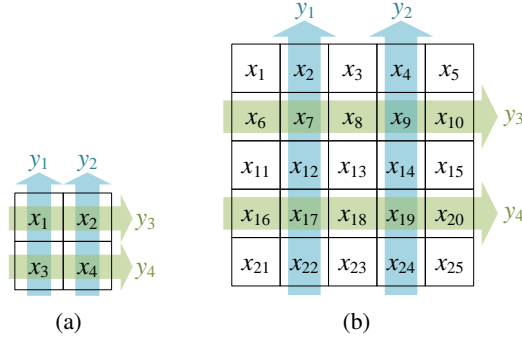 y₁ y₂
x₁ x₂ y₃
x₃ x₄ y₄
(a)
y₁ y₂
x₁ x₂ x₃ x₄ x₅
x₆ x₇ x₈ x₉ x₁₀ y₃
x₁₁ x₁₂ x₁₃ x₁₄ x₁₅
x₁₆ x₁₇ x₁₈ x₁₉ x₂₀ y₄
x₂₁ x₂₂ x₂₃ x₂₄ x₂₅
(b)